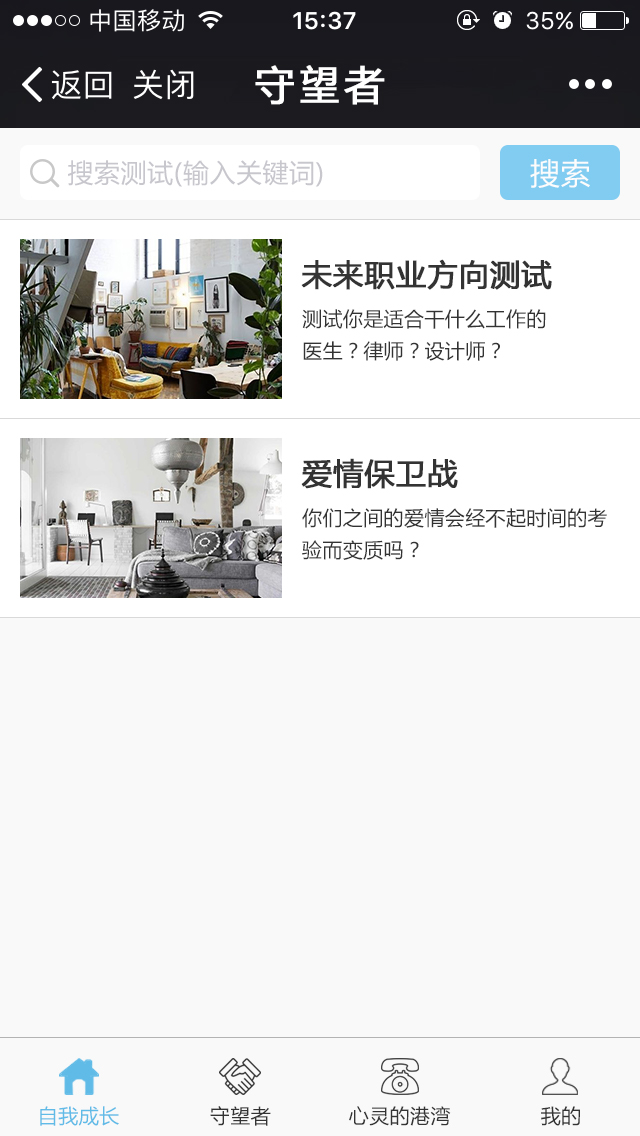 中国移动 15:37 35%
返回 关闭 守望者
搜索测试(输入关键词) 搜索
未来职业方向测试
测试你是适合干什么工作的
医生？律师？设计师？
爱情保卫战
你们之间的爱情会经不起时间的考
验而变质吗？
自我成长 守望者 心灵的港湾 我的